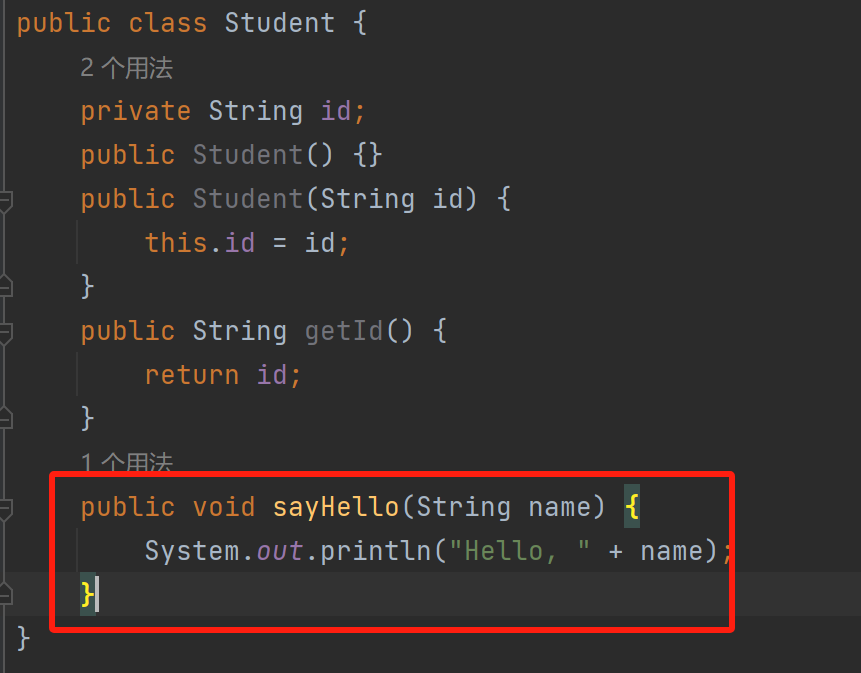 public class Student {
2 个用法
private String id;
public Student() {}
public Student(String id) {
this.id = id;
}
public String getId() {
return id;
}
1 个用法
public void sayHello(String name) {
System.out.println("Hello, " + name);
}
}